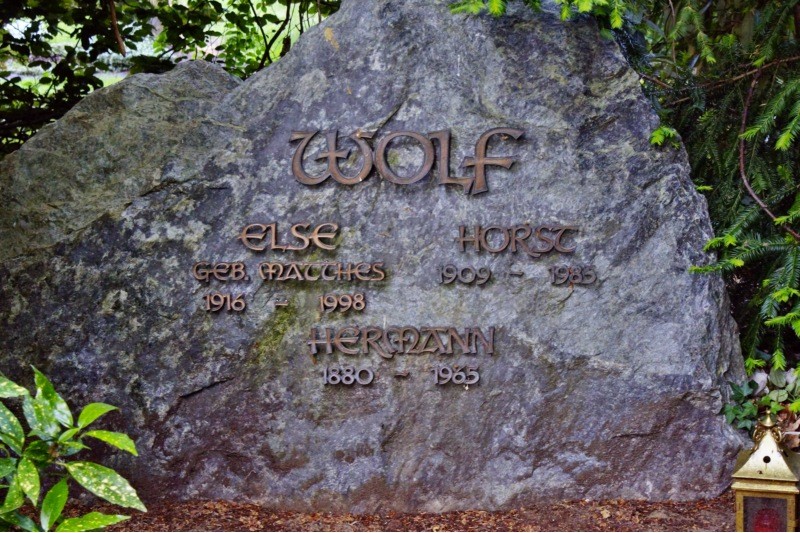 WOLF
ELSE
GEB. MATTHES
1916 – 1998
HORST
1909 – 1985
HERMANN
1880 – 1965